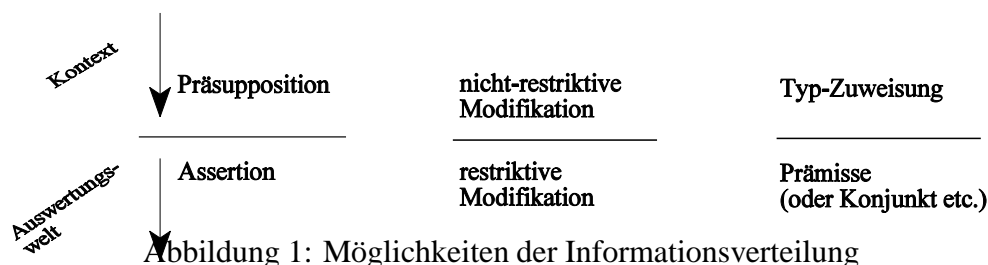 Kontext
Präsupposition
nicht-restriktive
Modifikation
Typ-Zuweisung
Auswertungs-
welt
Assertion
restriktive
Modifikation
Prämisse
(oder Konjunkt etc.)
Abbildung 1: Möglichkeiten der Informationsverteilung